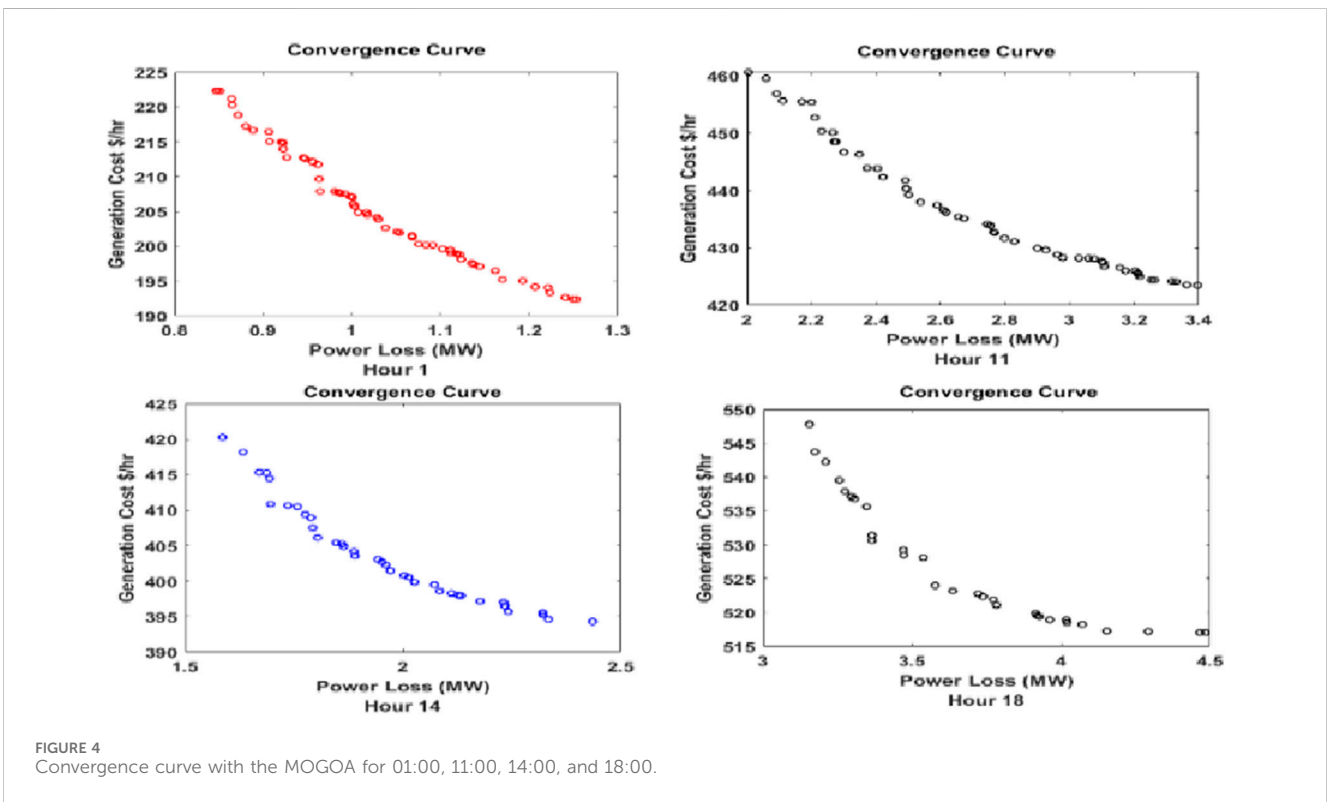 Convergence Curve
225
220
215
210
205
200
195
190
Generation Cost $/hr
0.8 0.9 1 1.1 1.2 1.3
Power Loss (MW)
Hour 1
Convergence Curve
460
450
440
430
420
Generation Cost $/hr
2 2.2 2.4 2.6 2.8 3 3.2 3.4
Power Loss (MW)
Hour 11
Convergence Curve
425
420
415
410
405
400
395
390
Generation Cost $/hr
1.5 2 2.5
Power Loss (MW)
Hour 14
Convergence Curve
550
545
540
535
530
525
520
515
Generation Cost $/hr
3 3.5 4 4.5
Power Loss (MW)
Hour 18
FIGURE 4
Convergence curve with the MOGOA for 01:00, 11:00, 14:00, and 18:00.